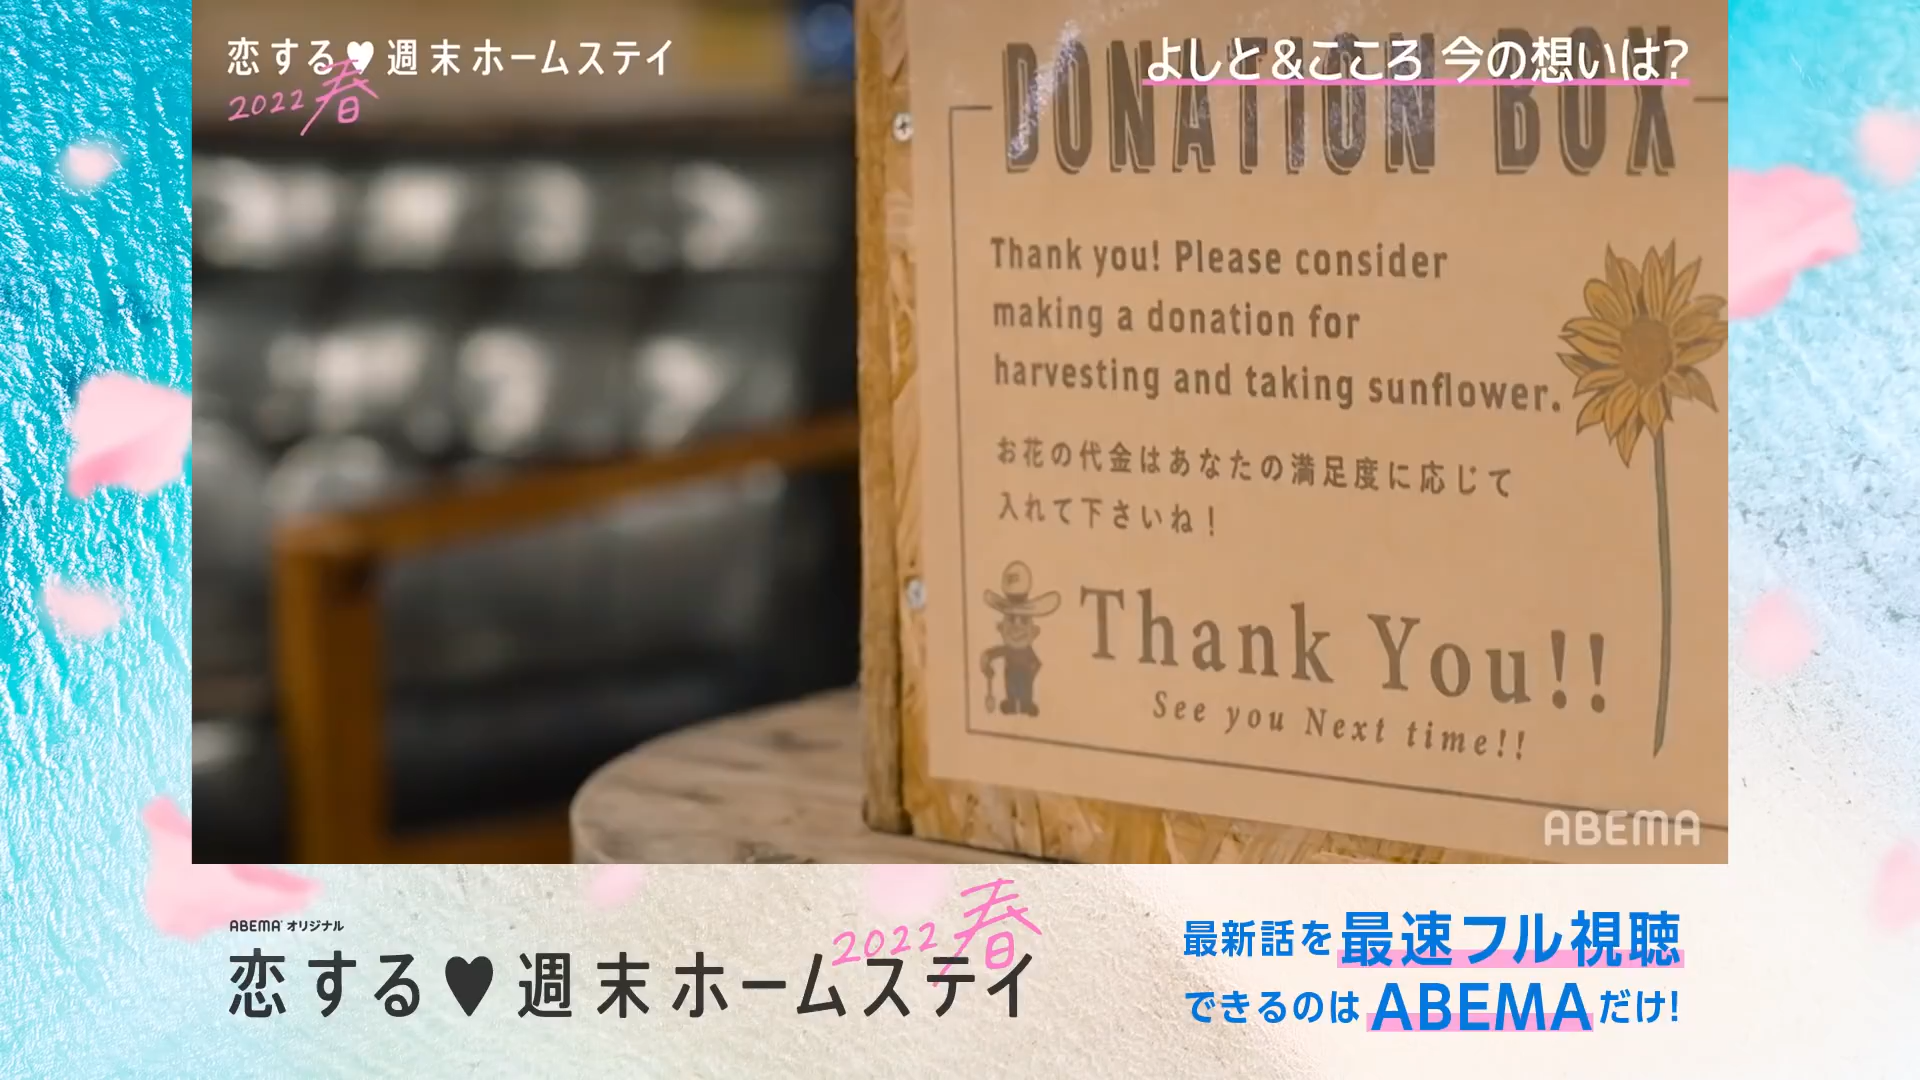 恋する♥週末ホームステイ
2022春
よしと&こころ 今の想いは?
DONATION BOX
Thank you! Please consider
making a donation for
harvesting and taking sunflower.
お花の代金はあなたの満足度に応じて
入れて下さいね!
Thank You!!
See you Next time!!
ABEMA
ABEMAオリジナル
恋する♥週末ホームステイ
2022春
最新話を最速フル視聴
できるのはABEMAだけ!